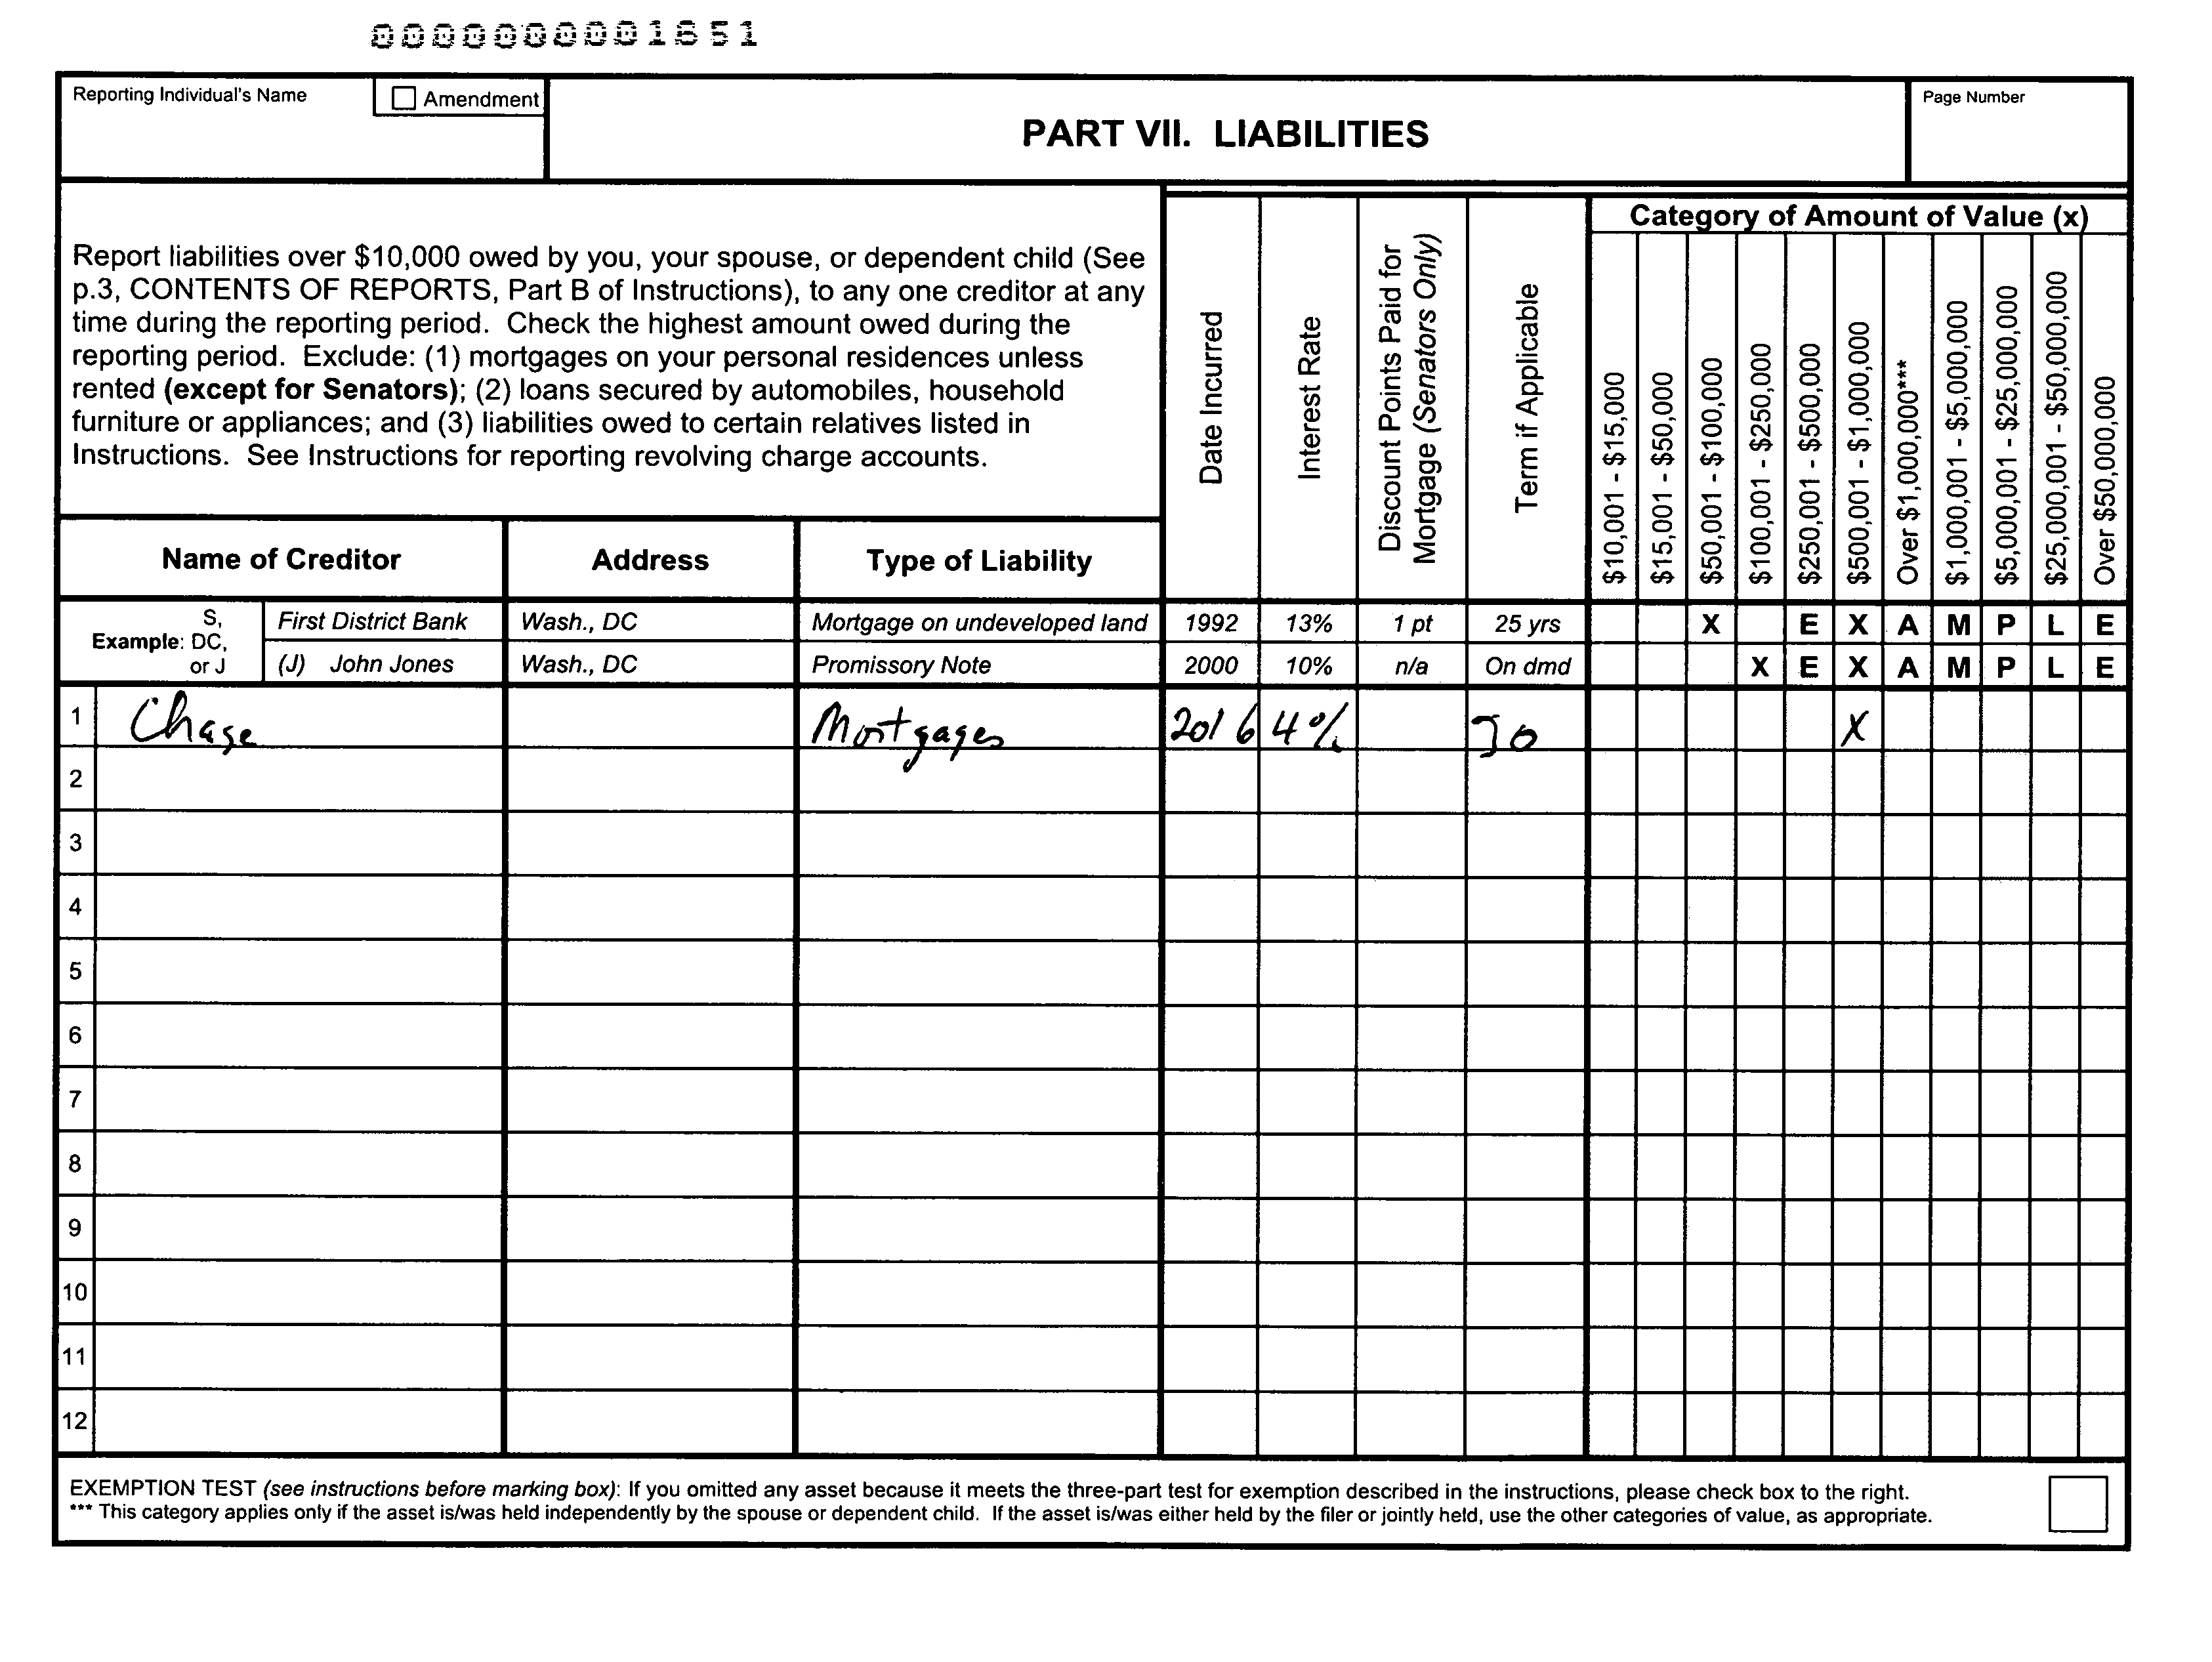 0000000001651
Reporting Individual's Name
Amendment
PART VII. LIABILITIES
Page Number
Report liabilities over $10,000 owed by you, your spouse, or dependent child (See
p.3, CONTENTS OF REPORTS, Part B of Instructions), to any one creditor at any
time during the reporting period. Check the highest amount owed during the
reporting period. Exclude: (1) mortgages on your personal residences unless
rented (except for Senators); (2) loans secured by automobiles, household
furniture or appliances; and (3) liabilities owed to certain relatives listed in
Instructions. See Instructions for reporting revolving charge accounts.
Date Incurred
Interest Rate
Discount Points Paid for
Mortgage (Senators Only)
Term if Applicable
Category of Amount of Value (x)
$10,001 - $15,000
$15,001 - $50,000
$50,001 - $100,000
$100,001 - $250,000
$250,001 - $500,000
$500,001 - $1,000,000
Over $1,000,000***
$1,000,001 - $5,000,000
$5,000,001 - $25,000,000
$25,000,001 - $50,000,000
Over $50,000,000
Name of Creditor Address Type of Liability
Example: S,
DC,
or J
First District Bank Wash., DC Mortgage on undeveloped land 1992 13% 1 pt 25 yrs X E X A M P L E
(J) John Jones Wash., DC Promissory Note 2000 10% n/a On dmd X E X A M P L E
1 Chase Mortgages 2016 4% 30 X
2
3
4
5
6
7
8
9
10
11
12
EXEMPTION TEST (see instructions before marking box): If you omitted any asset because it meets the three-part test for exemption described in the instructions, please check box to the right.
*** This category applies only if the asset is/was held independently by the spouse or dependent child. If the asset is/was either held by the filer or jointly held, use the other categories of value, as appropriate.